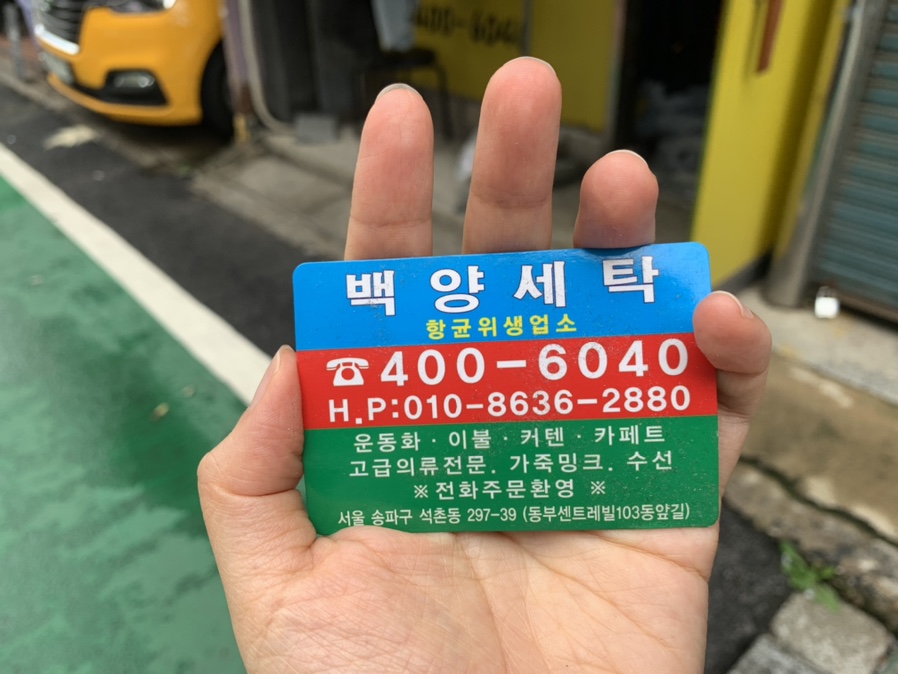 400-6040
백양세탁
항균위생업소
☎400-6040
H.P:010-8636-2880
운동화 · 이불 · 커텐 · 카페트
고급의류전문. 가죽밍크. 수선
※ 전화주문환영 ※
서울 송파구 석촌동 297-39 (동부센트레빌103동앞길)